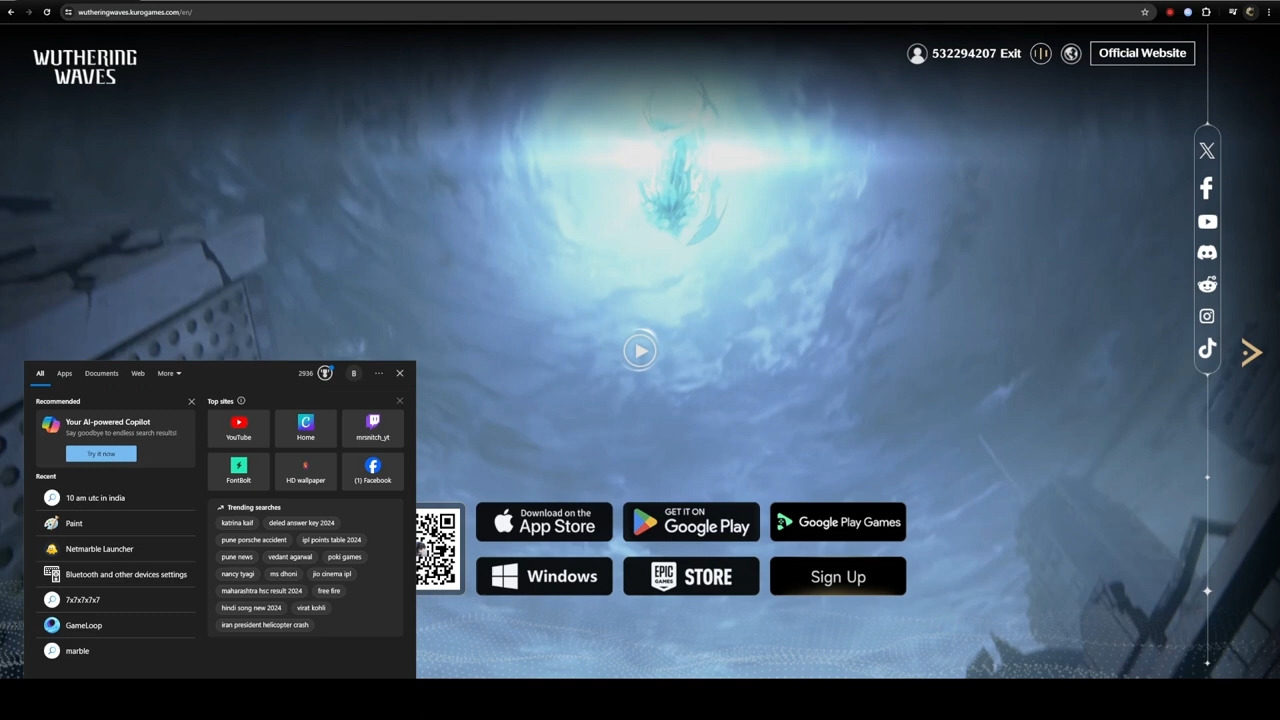 wutheringwaves.kurogames.com/en/
WUTHERING
WAVES
532294207 Exit
Official Website
All
Apps
Documents
Web
More
2936
B
Recommended
Your AI-powered Copilot
Say goodbye to endless search results!
Try it now
Recent
10 am utc in india
Paint
Netmarble Launcher
Bluetooth and other devices settings
7x7x7x7x7
GameLoop
marble
Top sites
YouTube
Home
mrsnitch_yt
FontBolt
HD wallpaper
(1) Facebook
Trending searches
katrina kaif
deled answer key 2024
pune porsche accident
ipl points table 2024
pune news
vedant agarwal
poki games
nancy tyagi
ms dhoni
jio cinema ipl
maharashtra hsc result 2024
free fire
hindi song new 2024
virat kohli
iran president helicopter crash
Download on the
App Store
GET IT ON
Google Play
Google Play Games
Windows
EPIC
GAMES
STORE
Sign Up